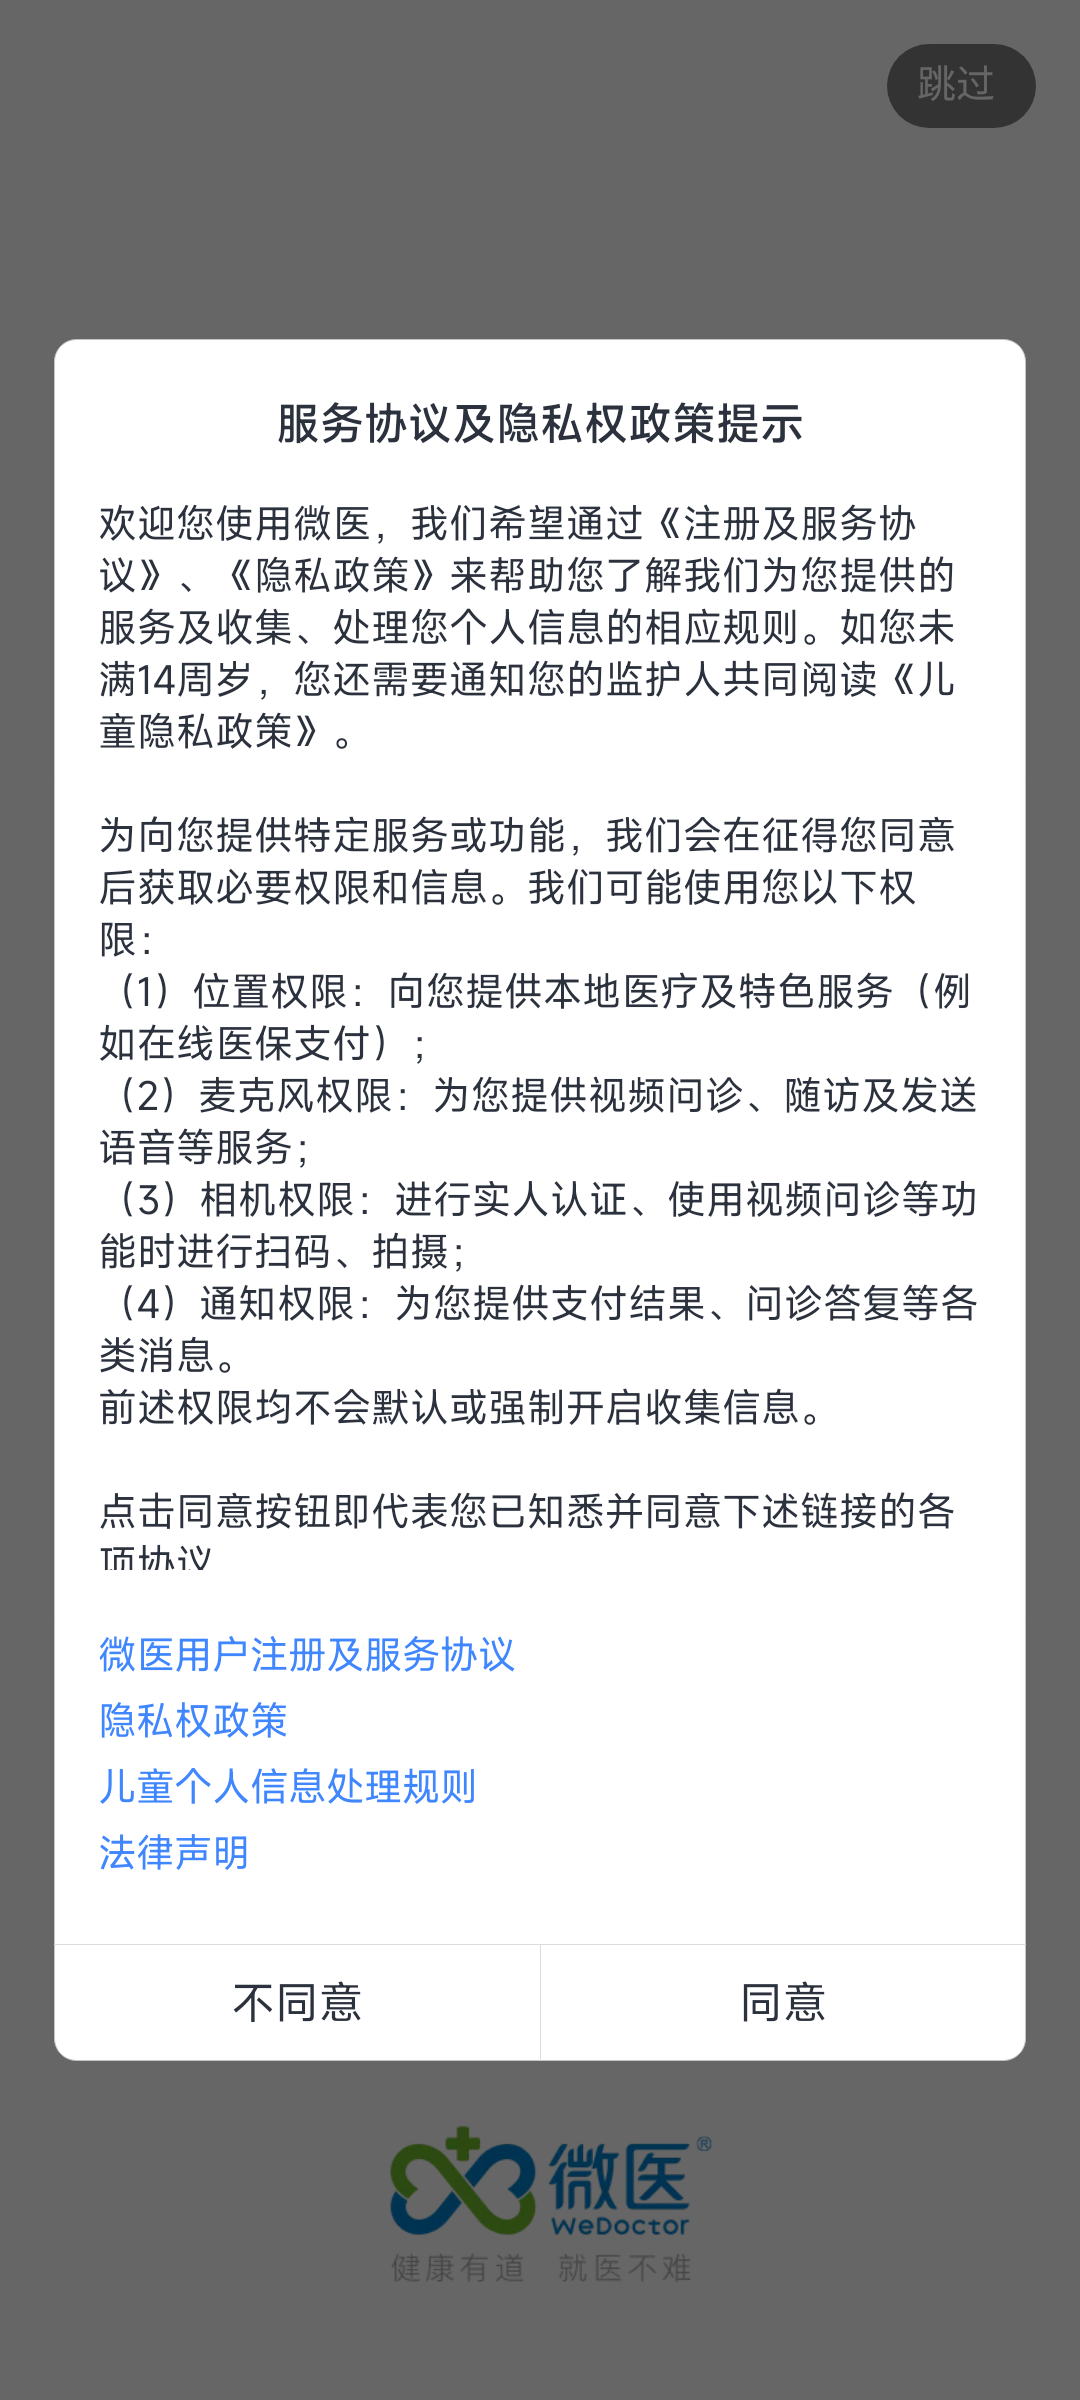 跳过
服务协议及隐私权政策提示
欢迎您使用微医，我们希望通过《注册及服务协
议》、《隐私政策》来帮助您了解我们为您提供的
服务及收集、处理您个人信息的相应规则。如您未
满14周岁，您还需要通知您的监护人共同阅读《儿
童隐私政策》。
为向您提供特定服务或功能，我们会在征得您同意
后获取必要权限和信息。我们可能使用您以下权
限：
（1）位置权限：向您提供本地医疗及特色服务（例
如在线医保支付）；
（2）麦克风权限：为您提供视频问诊、随访及发送
语音等服务；
（3）相机权限：进行实人认证、使用视频问诊等功
能时进行扫码、拍摄；
（4）通知权限：为您提供支付结果、问诊答复等各
类消息。
前述权限均不会默认或强制开启收集信息。
点击同意按钮即代表您已知悉并同意下述链接的各
项协议
微医用户注册及服务协议
隐私权政策
儿童个人信息处理规则
法律声明
不同意
同意
微医®
WeDoctor
健康有道 就医不难